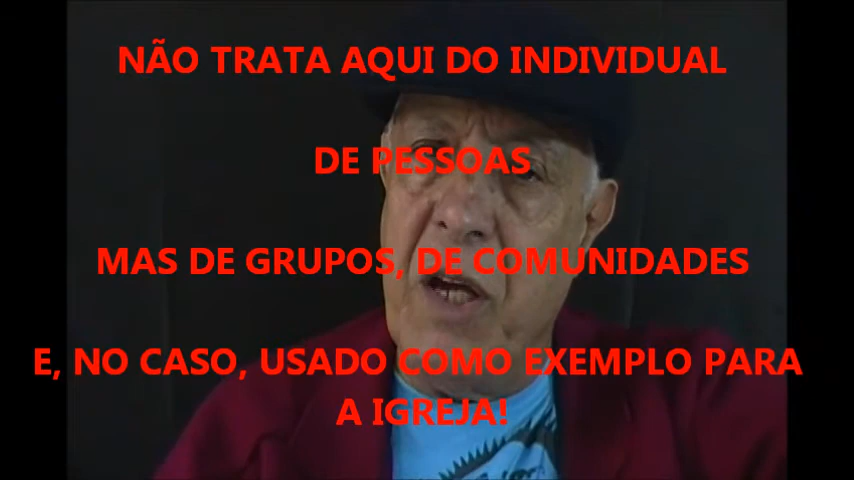 NÃO TRATA AQUI DO INDIVIDUAL
DE PESSOAS
MAS DE GRUPOS, DE COMUNIDADES
E, NO CASO, USADO COMO EXEMPLO PARA
A IGREJA!